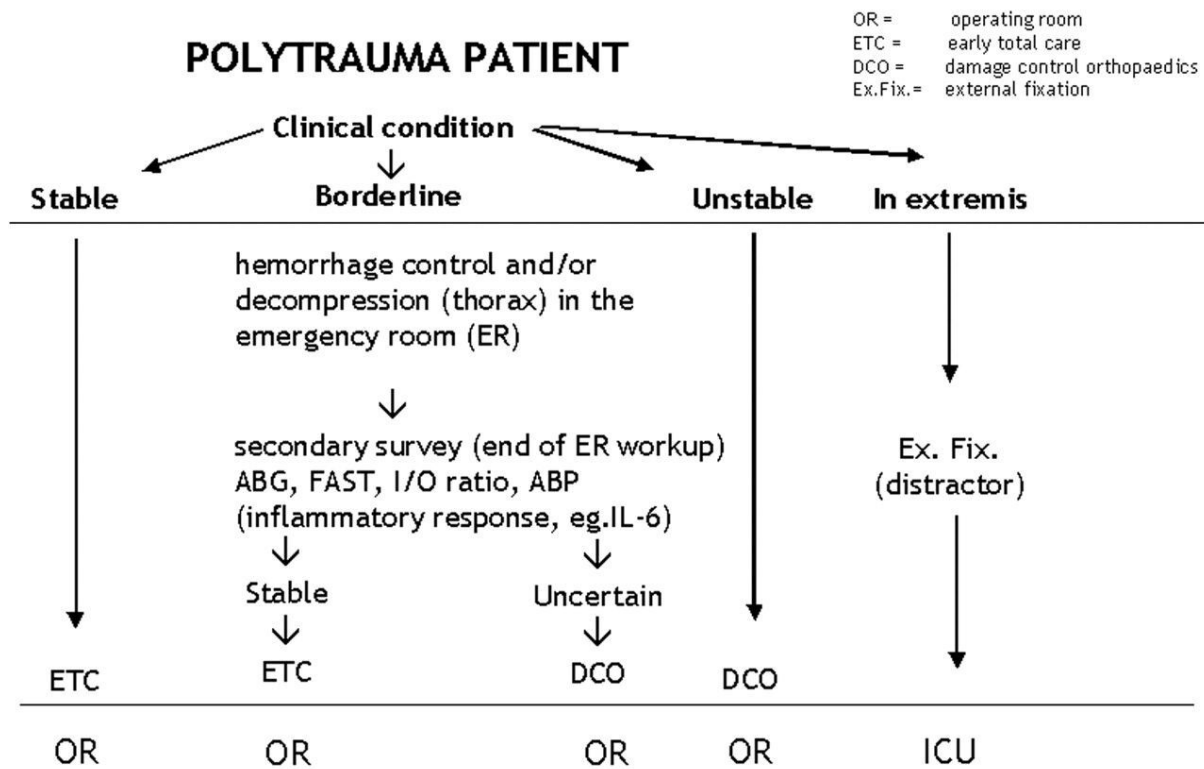 POLYTRAUMA PATIENT
OR = operating room
ETC = early total care
DCO = damage control orthopaedics
Ex.Fix.= external fixation
Clinical condition
Stable Borderline Unstable In extremis
hemorrhage control and/or
decompression (thorax) in the
emergency room (ER)
secondary survey (end of ER workup)
ABG, FAST, I/O ratio, ABP
(inflammatory response, eg.IL-6)
Ex. Fix.
(distractor)
Stable Uncertain
ETC ETC DCO DCO
OR OR OR OR ICU